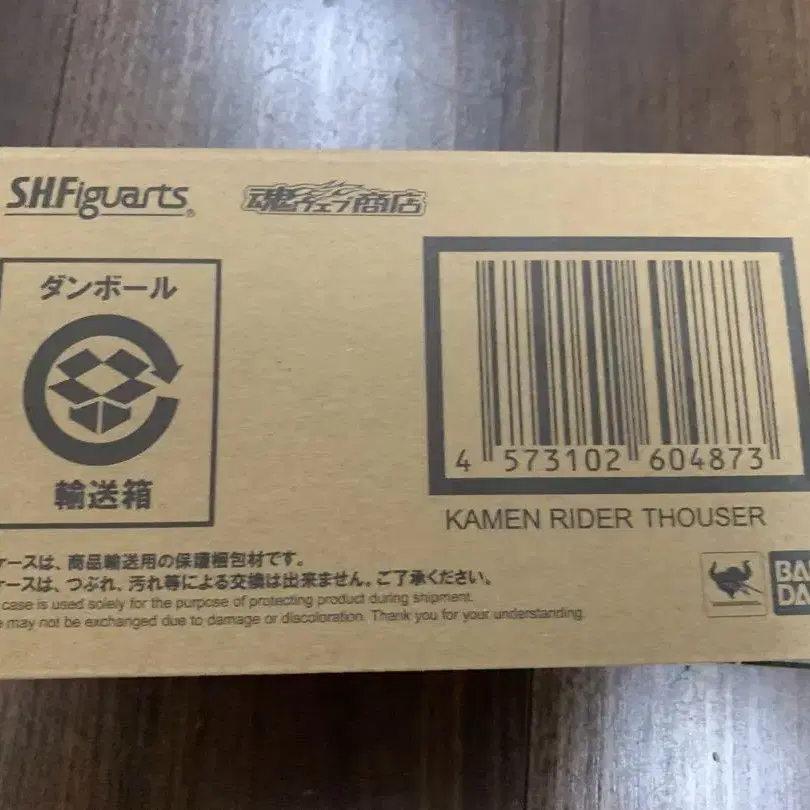 S.H.Figuarts®
魂ウェブ商店
ダンボール
輸送箱
4 573102 604873
KAMEN RIDER THOUSER
ケースは、商品輸送用の保護梱包材です。
ケースは、つぶれ、汚れ等による交換は出来ません。ご了承ください。
case is used solely for the purpose of protecting product during shipment.
may not be exchanged due to damage or discoloration. Thank you for your understanding.
BAN
DA